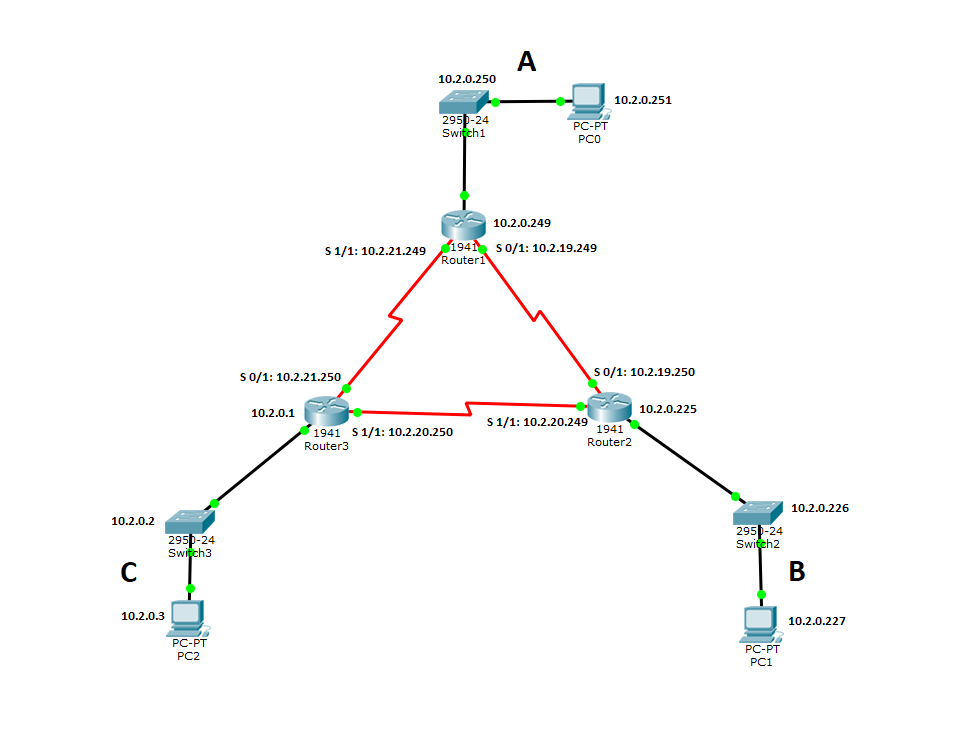 A
10.2.0.250
10.2.0.251
2950-24
Switch1
PC-PT
PC0
10.2.0.249
S 1/1: 10.2.21.249
1941
S 0/1: 10.2.19.249
Router1
S 0/1: 10.2.21.250
S 0/1: 10.2.19.250
10.2.0.1
10.2.0.225
S 1/1: 10.2.20.250
S 1/1: 10.2.20.249
1941
Router3
1941
Router2
10.2.0.2
10.2.0.226
2950-24
Switch3
2950-24
Switch2
C
B
10.2.0.3
10.2.0.227
PC-PT
PC2
PC-PT
PC1